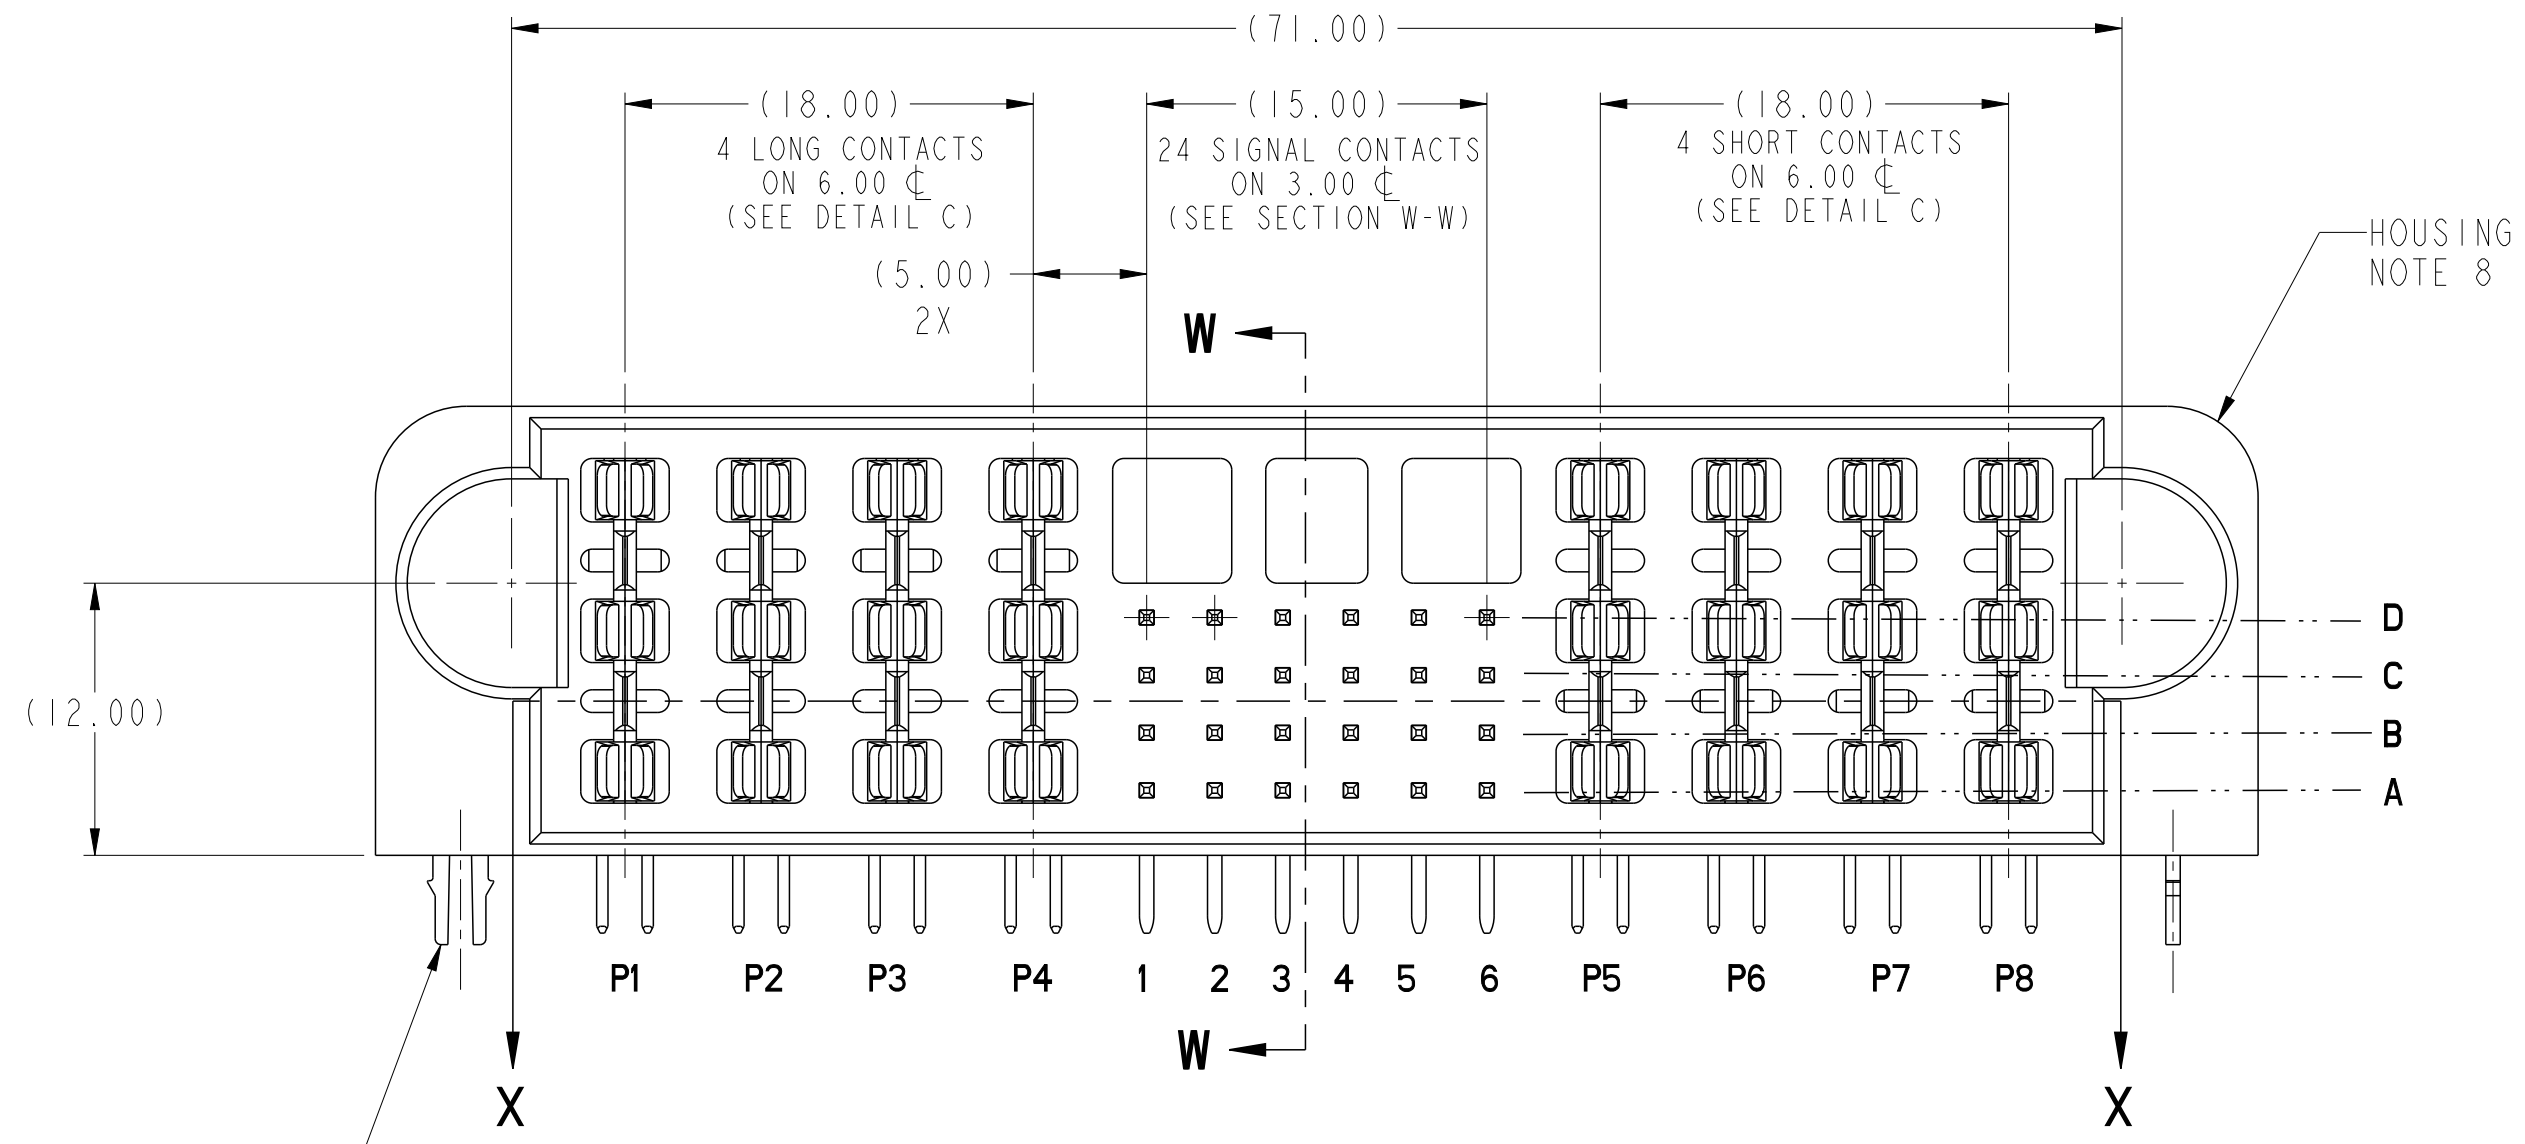 (71.00)
(18.00)
4 LONG CONTACTS
ON 6.00 ℄
(SEE DETAIL C)
(15.00)
24 SIGNAL CONTACTS
ON 3.00 ℄
(SEE SECTION W-W)
(18.00)
4 SHORT CONTACTS
ON 6.00 ℄
(SEE DETAIL C)
(5.00)
2X
HOUSING
NOTE 8
W
D
C
(12.00)
B
A
P1 P2 P3 P4 1 2 3 4 5 6 P5 P6 P7 P8
W
X X